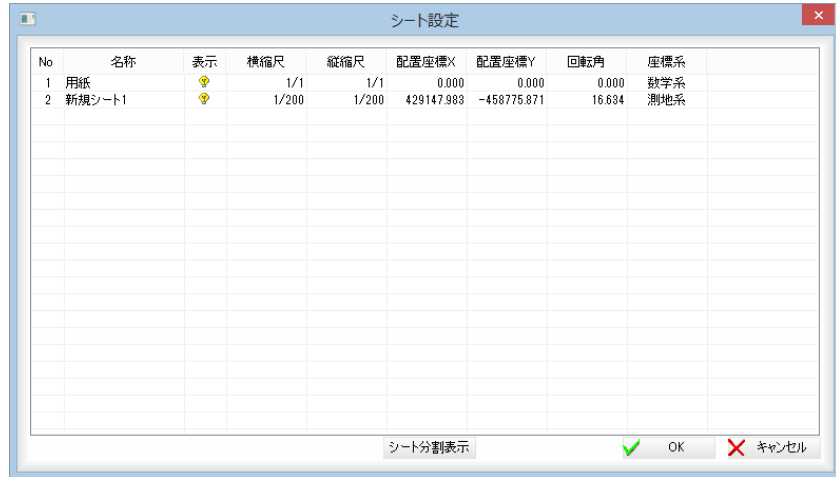 シート設定
No 名称 表示 横縮尺 縦縮尺 配置座標X 配置座標Y 回転角 座標系
1 用紙 1/1 1/1 0.000 0.000 0.000 数学系
2 新規シート1 1/200 1/200 429147.983 -458775.871 16.634 測地系
シート分割表示 OK キャンセル